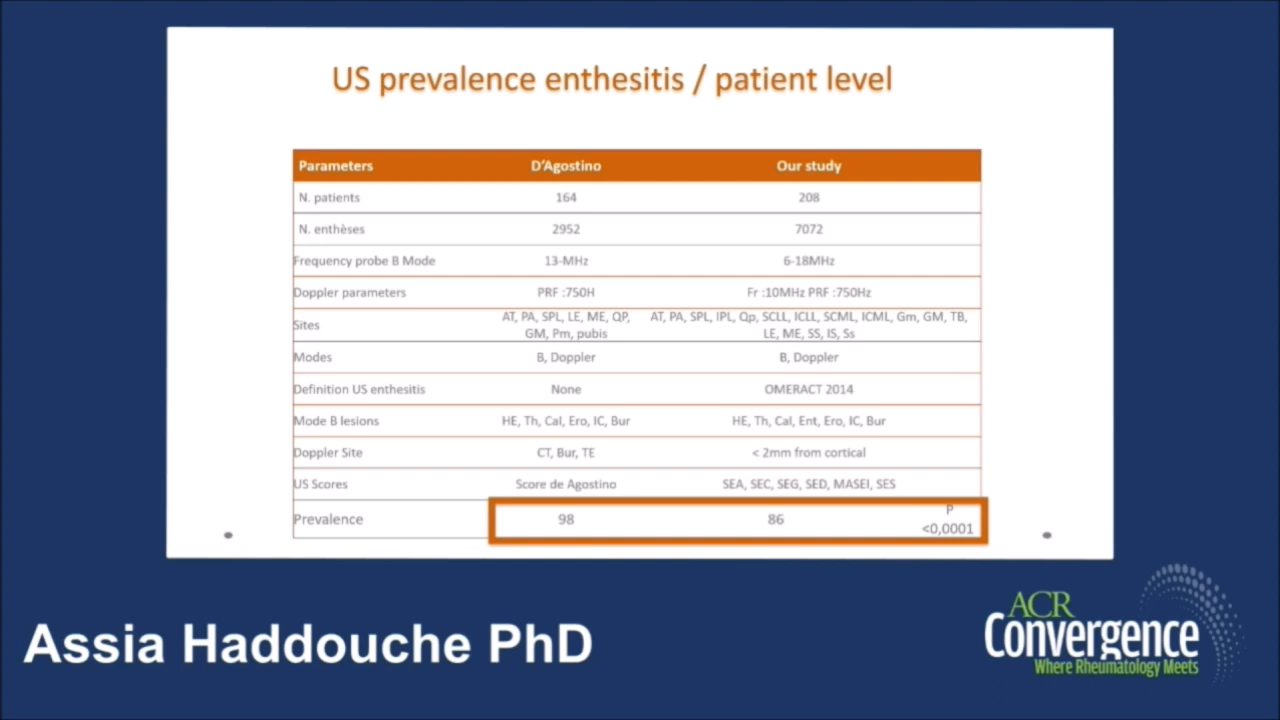 US prevalence enthesitis / patient level
Parameters D'Agostino Our study
N. patients 164 208
N. enthèses 2952 7072
Frequency probe B Mode 13-MHz 6-18MHz
Doppler parameters PRF :750H Fr :10MHz PRF :750Hz
Sites AT, PA, SPL, LE, ME, QP, AT, PA, SPL, IPL, Qp, SCLL, ICLL, SCML, ICML, Gm, GM, TB,
GM, Pm, pubis LE, ME, SS, IS, Ss
Modes B, Doppler B, Doppler
Definition US enthesitis None OMERACT 2014
Mode B lesions HE, Th, Cal, Ero, IC, Bur HE, Th, Cal, Ent, Ero, IC, Bur
Doppler Site CT, Bur, TE < 2mm from cortical
US Scores Score de Agostino SEA, SEC, SEG, SED, MASEI, SES
Prevalence 98 86 P
<0,0001
Assia Haddouche PhD
ACR
Convergence
Where Rheumatology Meets